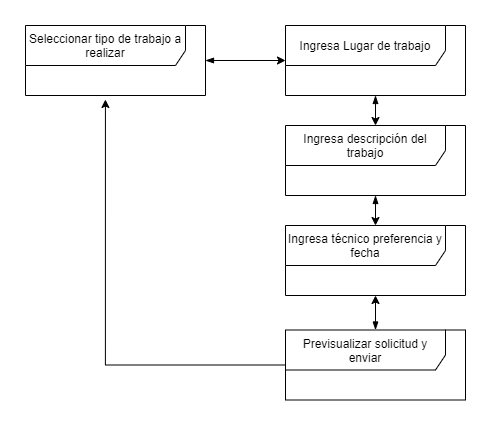 Seleccionar tipo de trabajo a
realizar
Ingresa Lugar de trabajo
Ingresa descripción del
trabajo
Ingresa técnico preferencia y
fecha
Previsualizar solicitud y
enviar